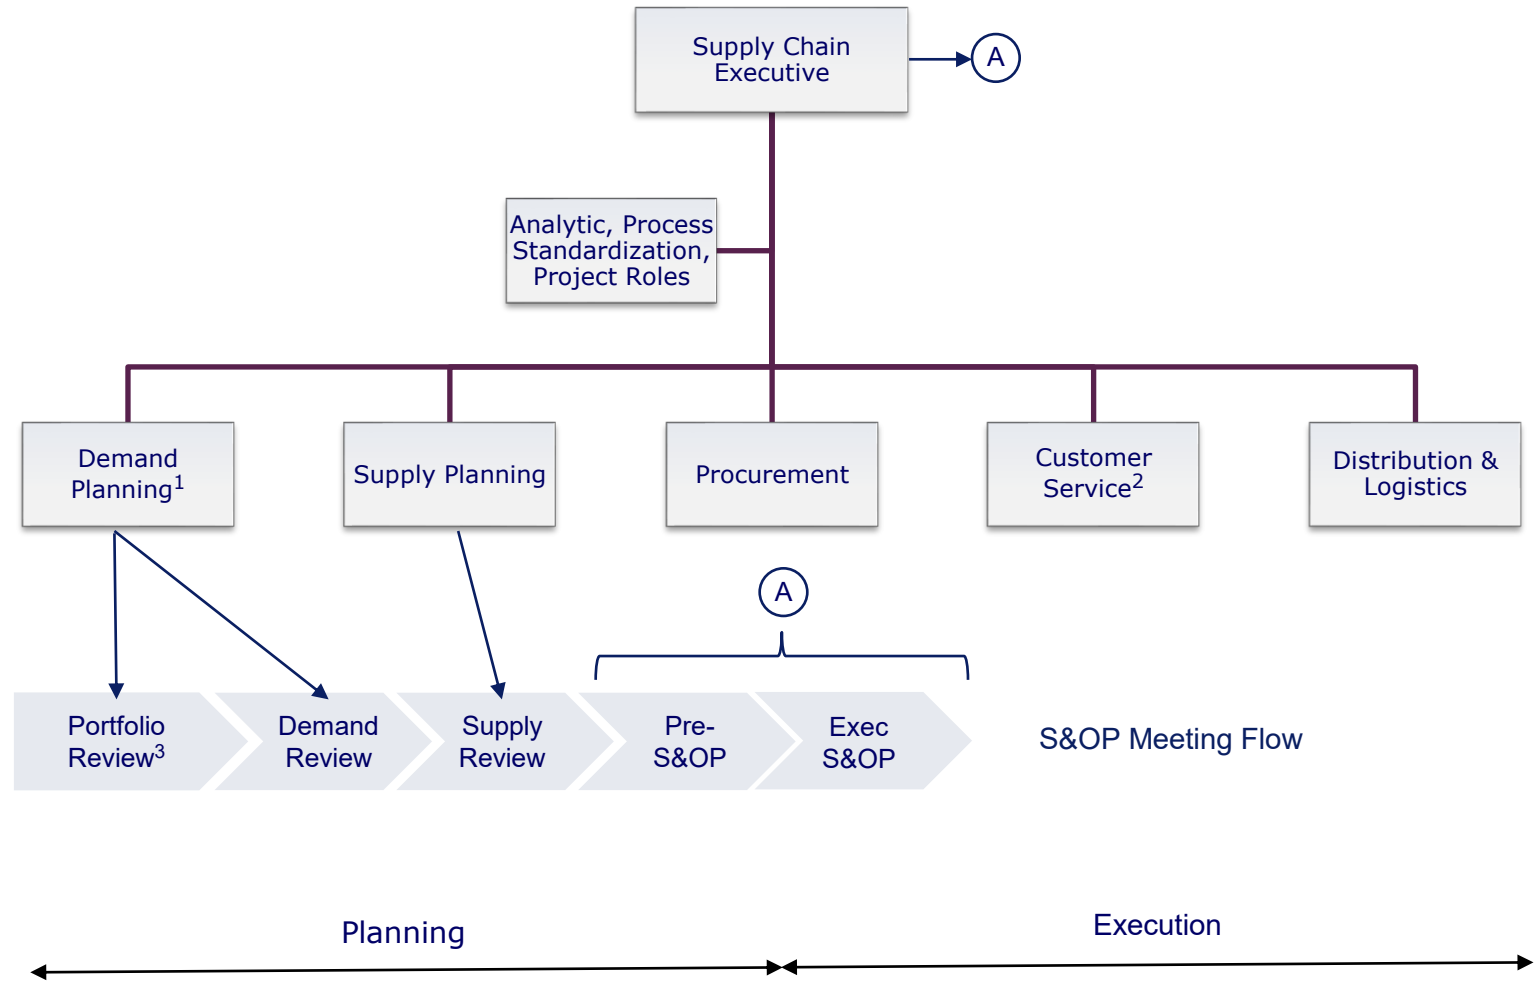 Supply Chain
Executive
A
Analytic, Process
Standardization,
Project Roles
Demand
Planning1
Supply Planning
Procurement
Customer
Service2
Distribution &
Logistics
A
Portfolio
Review3
Demand
Review
Supply
Review
Pre-
S&OP
Exec
S&OP
S&OP Meeting Flow
Planning
Execution